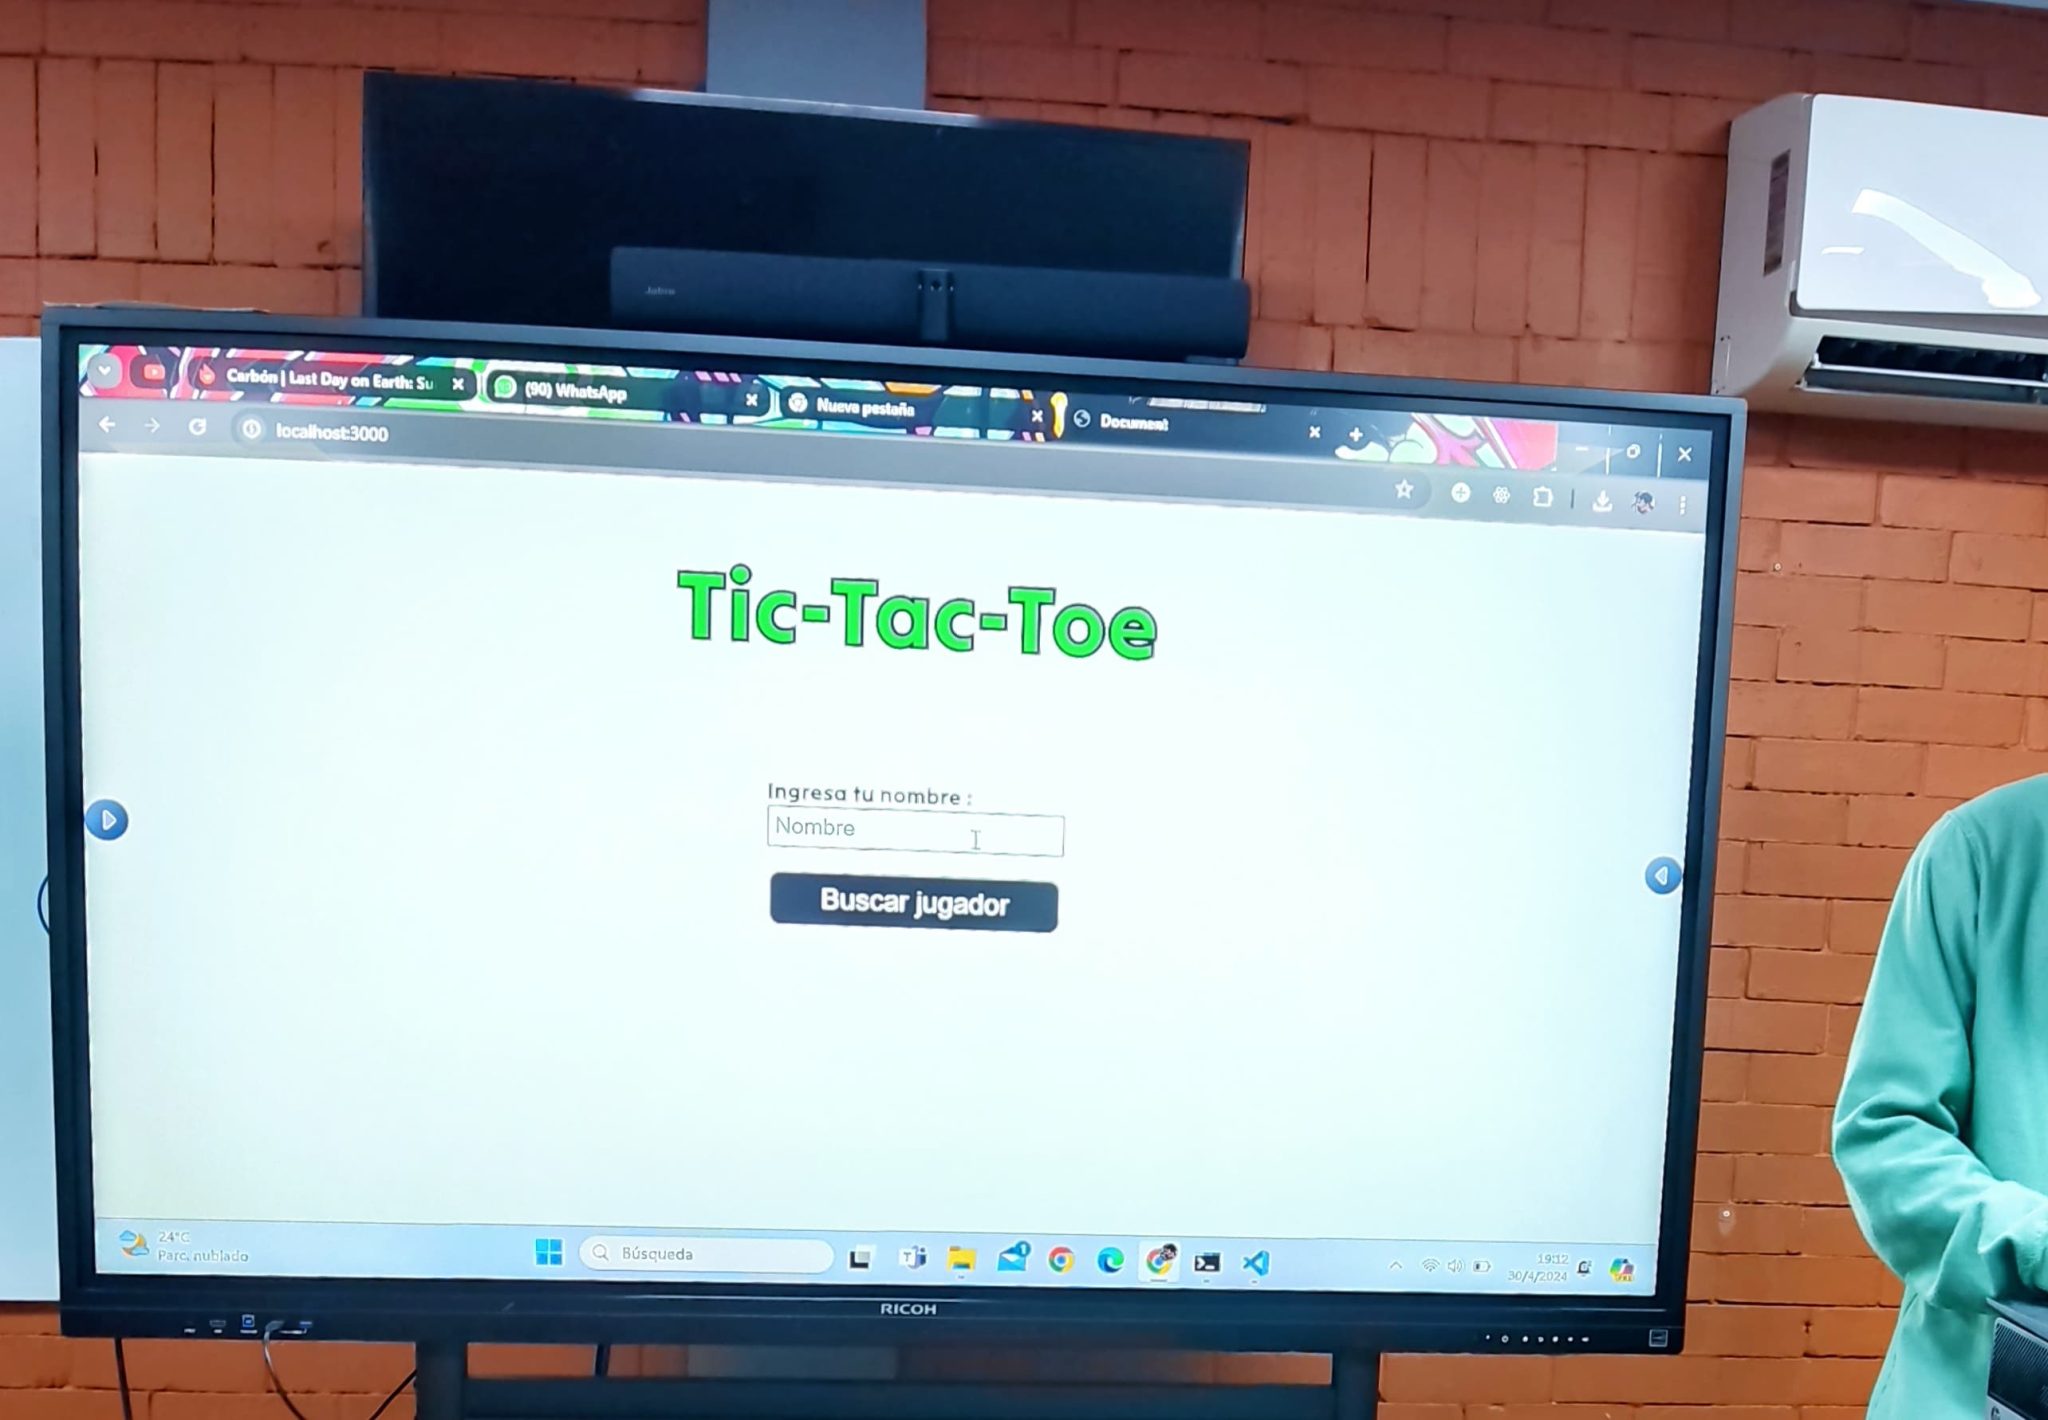 Jabra
Carbón | Last Day on Earth: Su
(90) WhatsApp
Nueva pestaña
Document
localhost:3000
Tic-Tac-Toe
Ingresa tu nombre :
Nombre
Buscar jugador
24°C
Parc. nublado
Búsqueda
19:12
30/4/2024
RICOH